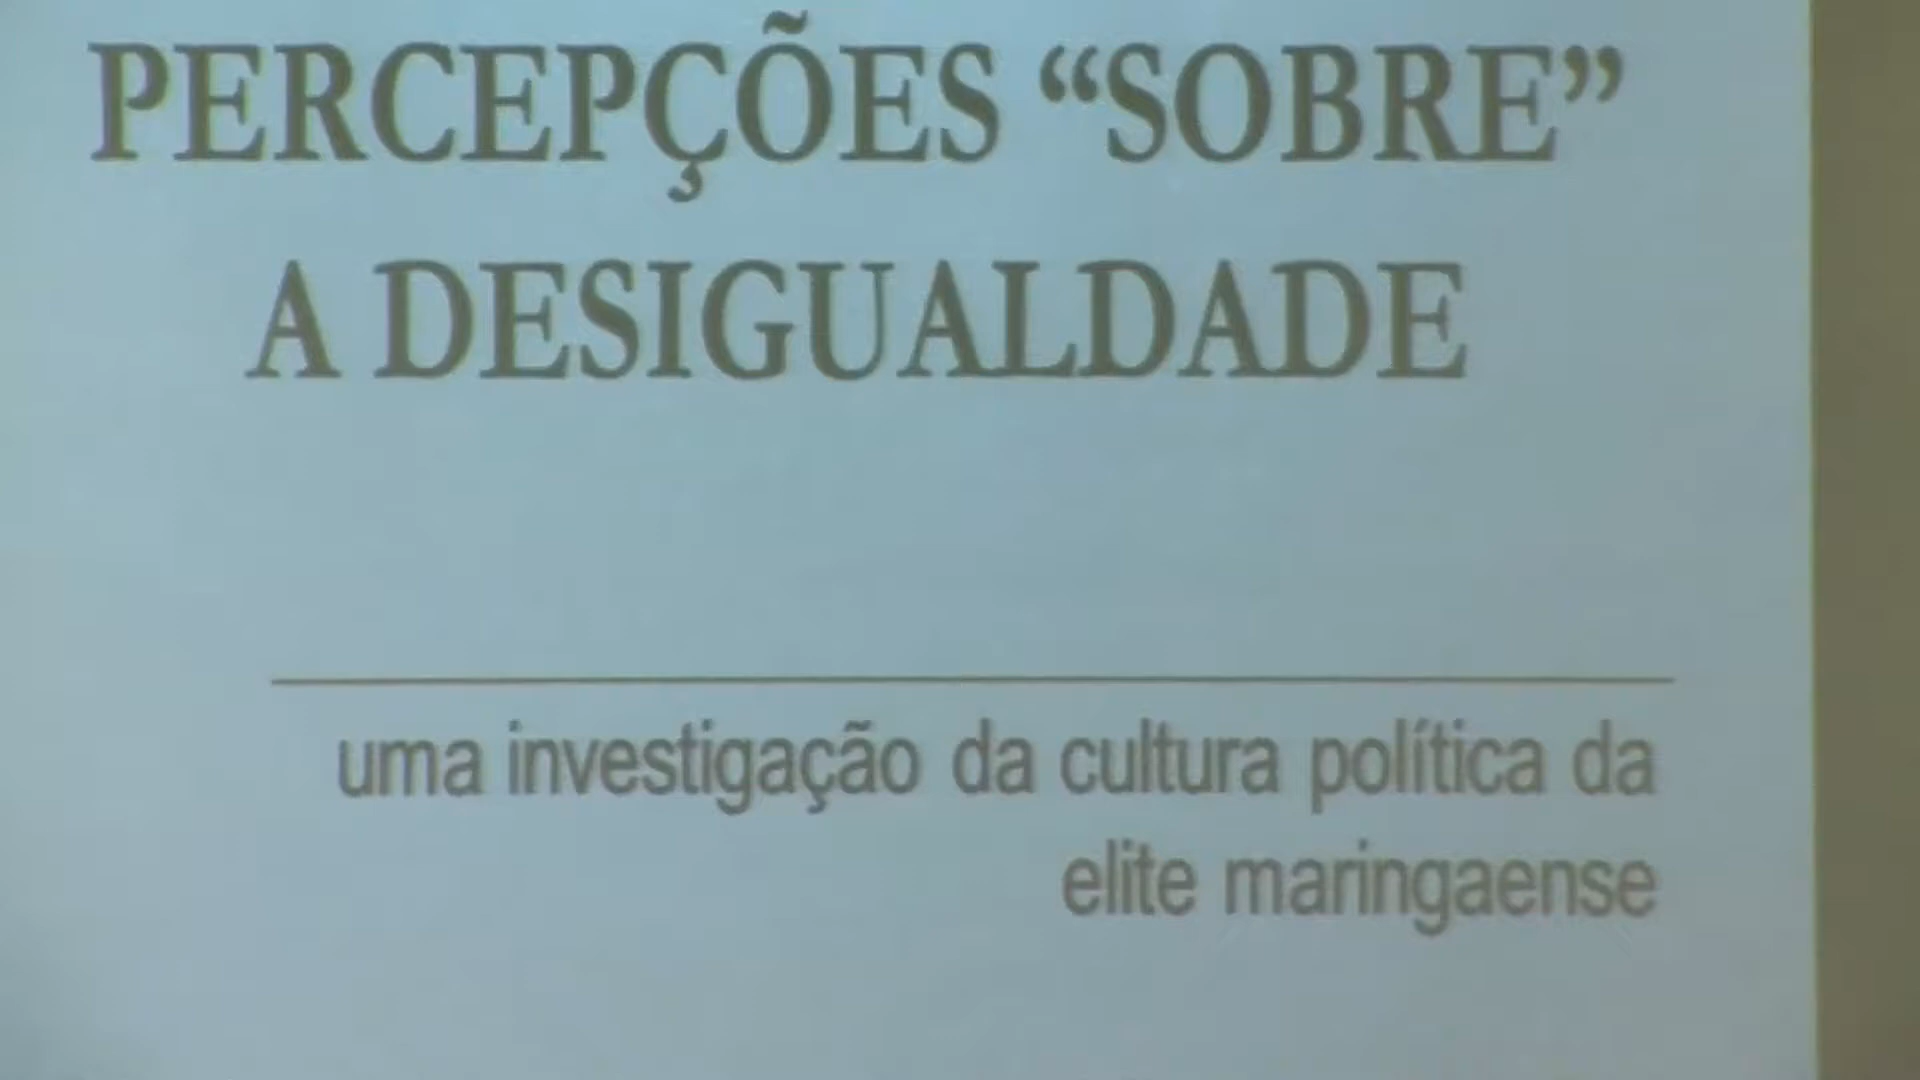 PERCEPÇÕES “SOBRE”
A DESIGUALDADE
uma investigação da cultura política da
elite maringaense